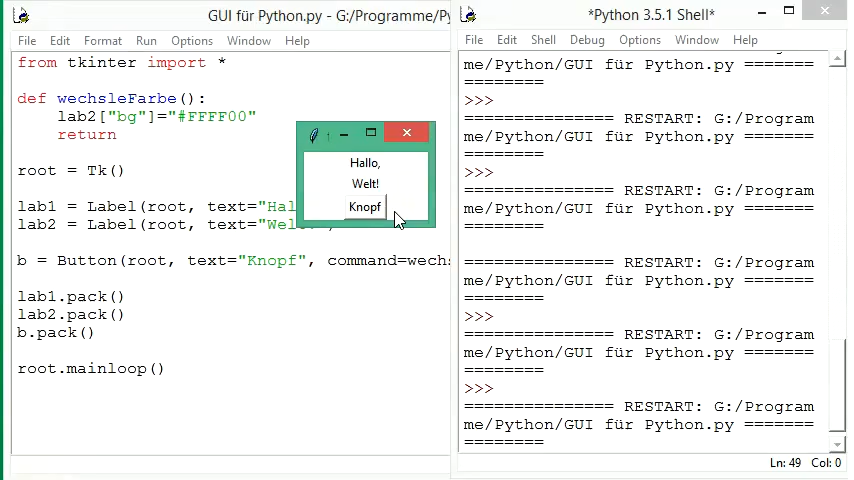 GUI für Python.py - G:/Programme/Py
File Edit Format Run Options Window Help
from tkinter import *
def wechsleFarbe():
lab2["bg"]="#FFFF00"
return
root = Tk()
lab1 = Label(root, text="Hal
lab2 = Label(root, text="Wel
b = Button(root, text="Knopf", command=wechs
lab1.pack()
lab2.pack()
b.pack()
root.mainloop()
Hallo,
Welt!
Knopf
*Python 3.5.1 Shell*
File Edit Shell Debug Options Window Help
me/Python/GUI für Python.py =======
========
>>>
=============== RESTART: G:/Program
me/Python/GUI für Python.py =======
========
>>>
=============== RESTART: G:/Program
me/Python/GUI für Python.py =======
========
=============== RESTART: G:/Program
me/Python/GUI für Python.py =======
========
>>>
=============== RESTART: G:/Program
me/Python/GUI für Python.py =======
========
>>>
=============== RESTART: G:/Program
me/Python/GUI für Python.py =======
========
Ln: 49 Col: 0